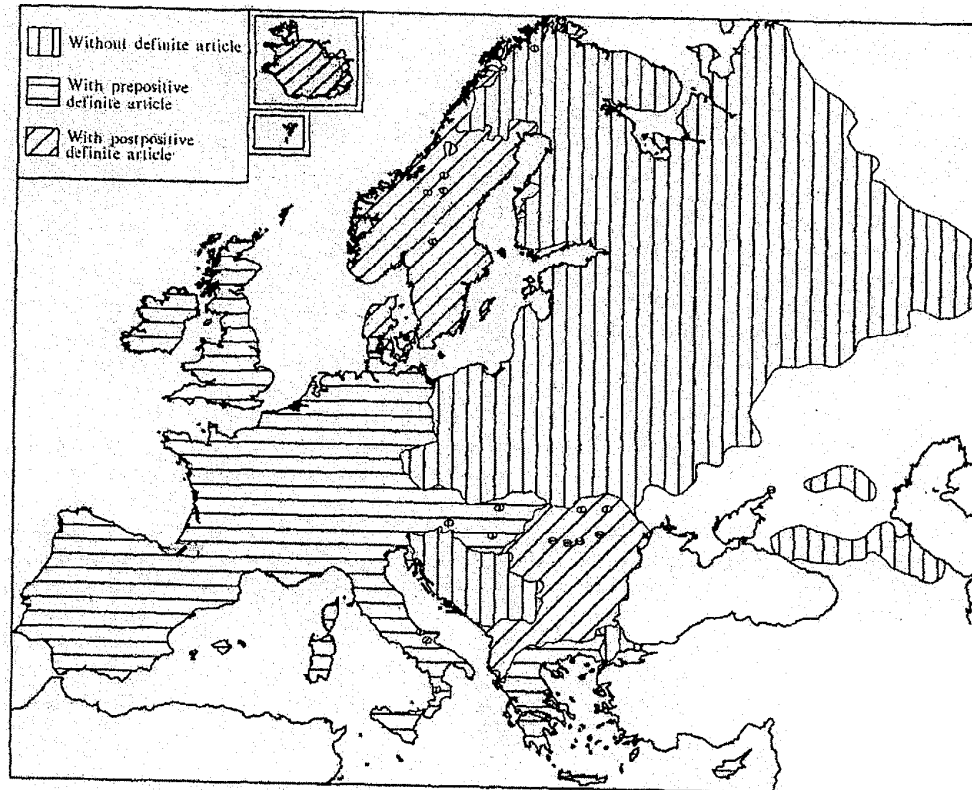 Without definite article
With prepositive
definite article
With postpositive
definite article